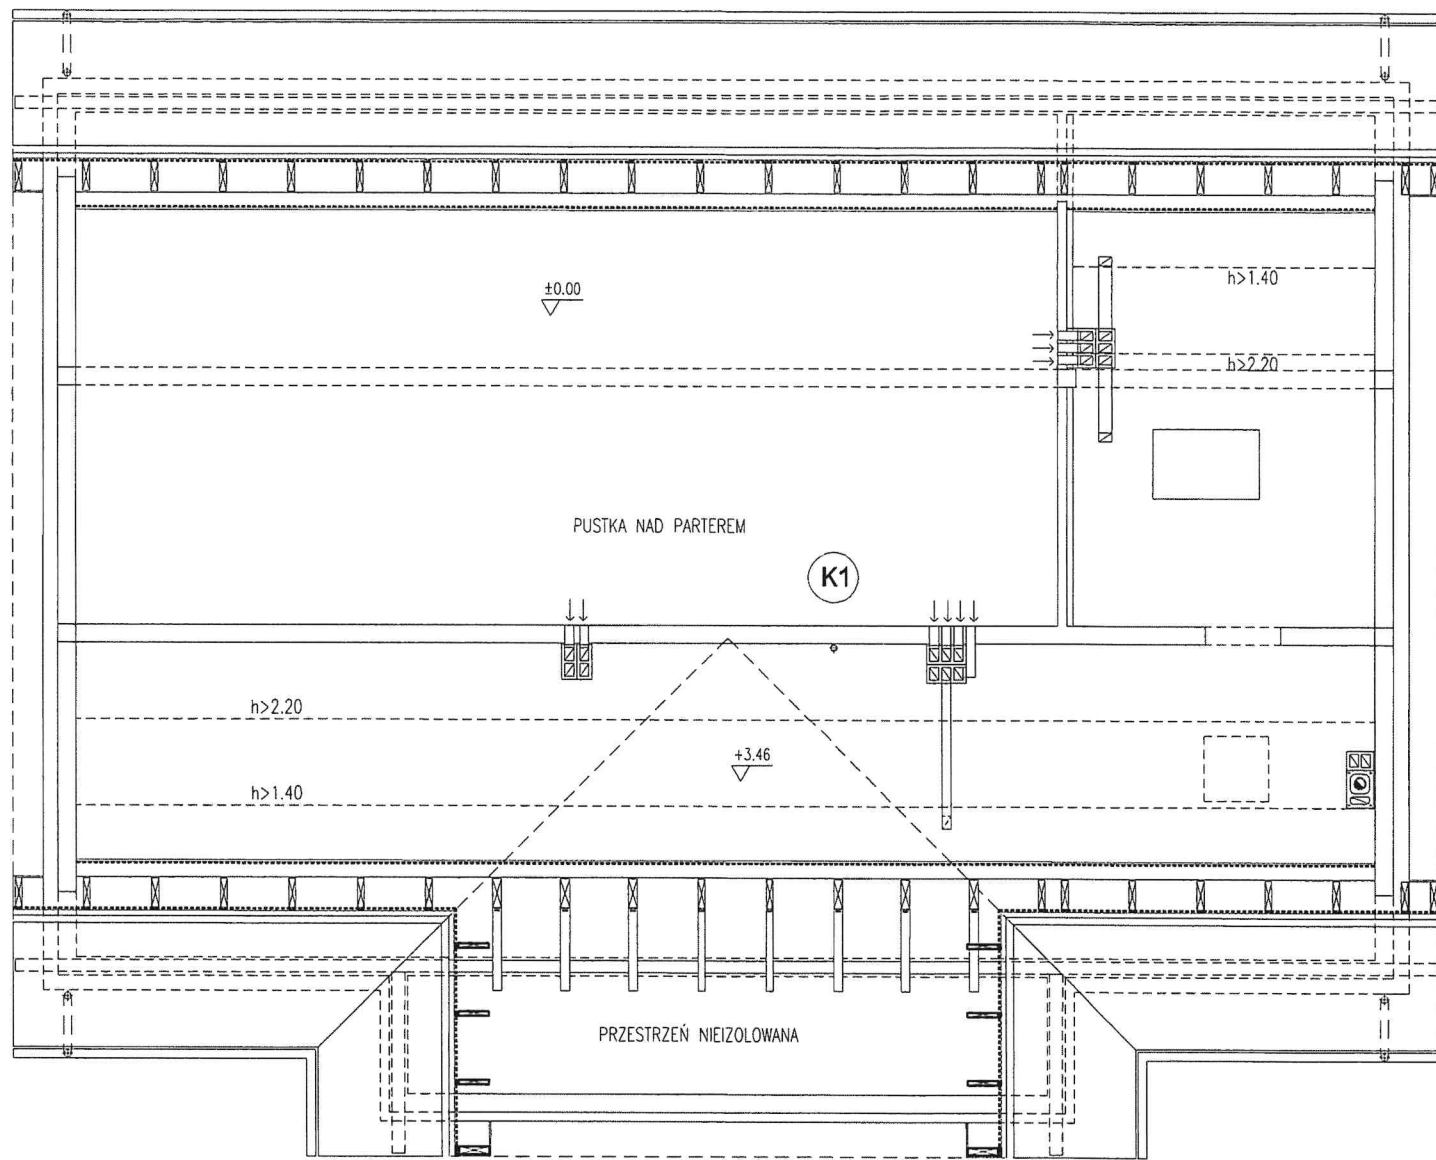 ±0.00
h>1.40
h>2.20
PUSTKA NAD PARTEREM
K1
h>2.20
+3.46
h>1.40
PRZESTRZEŃ NIEIZOLOWANA